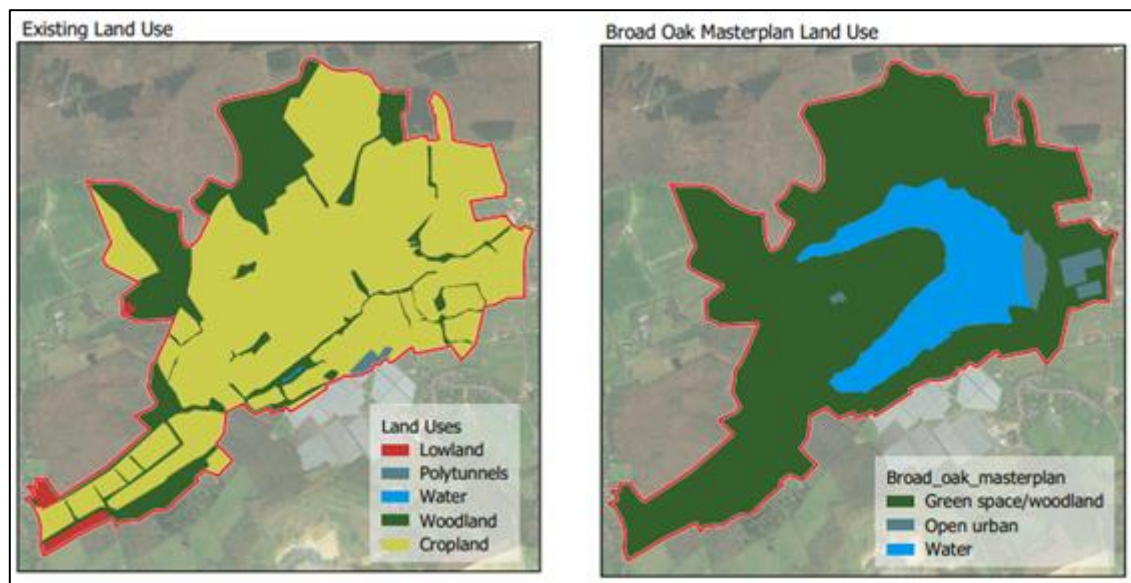 Existing Land Use
Land Uses
Lowland
Polytunnels
Water
Woodland
Cropland
Broad Oak Masterplan Land Use
Broad_oak_masterplan
Green space/woodland
Open urban
Water